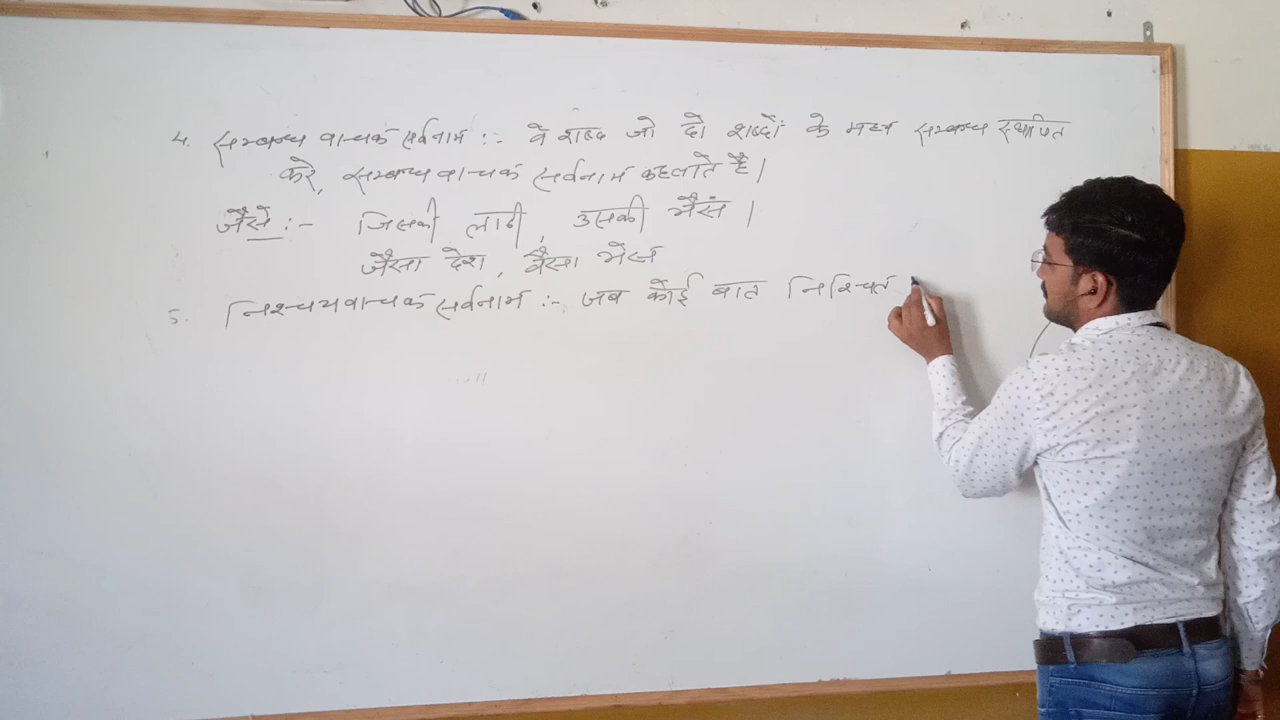 4. सम्बन्ध वाचक सर्वनाम :- वे शब्द जो दो शब्दों के मध्य सम्बन्ध स्थापित
करे, सम्बन्ध वाचक सर्वनाम कहलाते है।
जैसे :- जिसकी लाठी, उसकी भैंस।
जैसा देश, वैसा भेर्स
5. निश्चयवाचक सर्वनाम :- जब कोई बात निश्चित